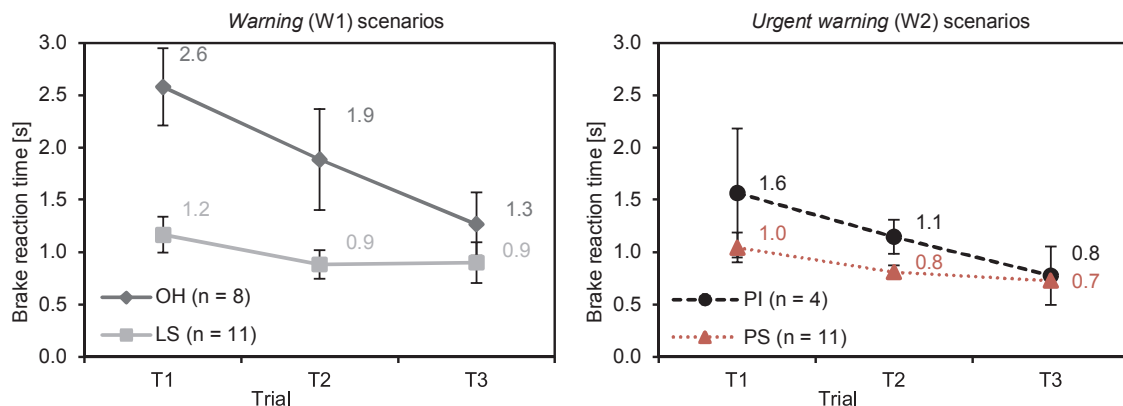 Warning (W1) scenarios
Brake reaction time [s]
3.0
2.5
2.0
1.5
1.0
0.5
0.0
2.6
1.9
1.3
1.2
0.9
0.9
OH (n = 8)
LS (n = 11)
T1 T2 T3
Trial
Urgent warning (W2) scenarios
Brake reaction time [s]
3.0
2.5
2.0
1.5
1.0
0.5
0.0
1.6
1.1
0.8
1.0
0.8
0.7
PI (n = 4)
PS (n = 11)
T1 T2 T3
Trial